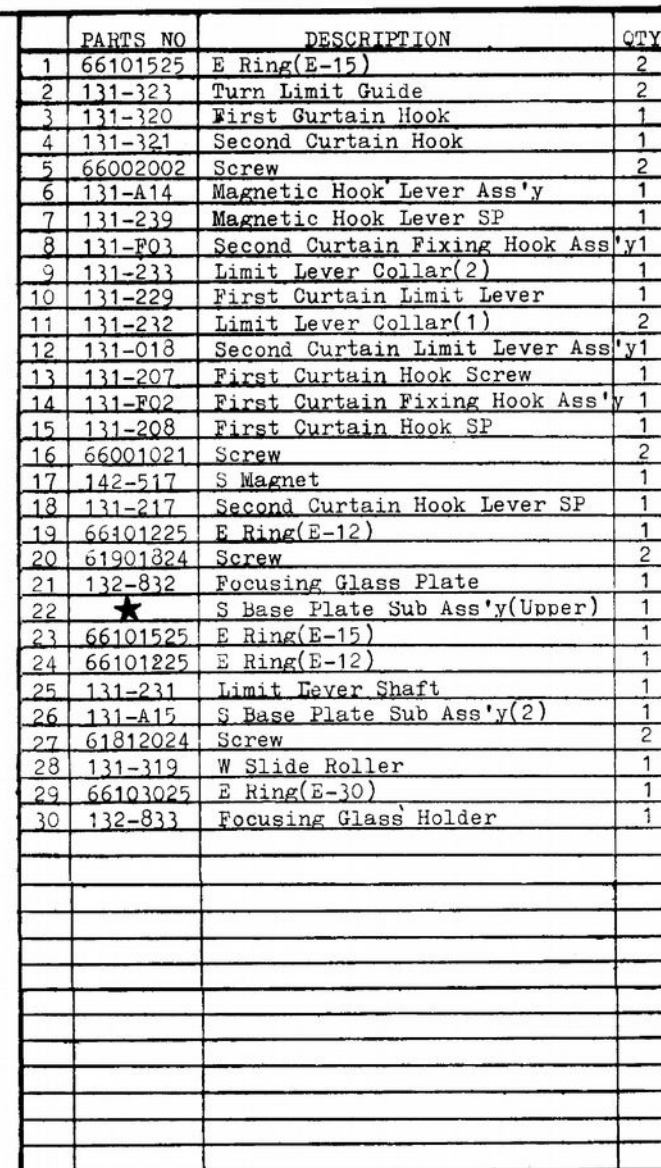 PARTS NO DESCRIPTION QTY
1 66101525 E Ring(E-15) 2
2 131-323 Turn Limit Guide 2
3 131-320 First Gurtain Hook 1
4 131-321 Second Curtain Hook 1
5 66002002 Screw 2
6 131-A14 Magnetic Hook Lever Ass'y 1
7 131-239 Magnetic Hook Lever SP 1
8 131-F03 Second Curtain Fixing Hook Ass'y 1
9 131-233 Limit Lever Collar(2) 1
10 131-229 First Curtain Limit Lever 1
11 131-232 Limit Lever Collar(1) 2
12 131-018 Second Curtain Limit Lever Ass'y 1
13 131-207 First Curtain Hook Screw 1
14 131-F02 First Curtain Fixing Hook Ass'y 1
15 131-208 First Curtain Hook SP 1
16 66001021 Screw 2
17 142-517 S Magnet 1
18 131-217 Second Curtain Hook Lever SP 1
19 66101225 E Ring(E-12) 1
20 61901824 Screw 2
21 132-832 Focusing Glass Plate 1
22 ★ S Base Plate Sub Ass'y(Upper) 1
23 66101525 E Ring(E-15) 1
24 66101225 E Ring(E-12) 1
25 131-231 Limit Lever Shaft 1
26 131-A15 S Base Plate Sub Ass'y(2) 1
27 61812024 Screw 2
28 131-319 W Slide Roller 1
29 66103025 E Ring(E-30) 1
30 132-833 Focusing Glass Holder 1